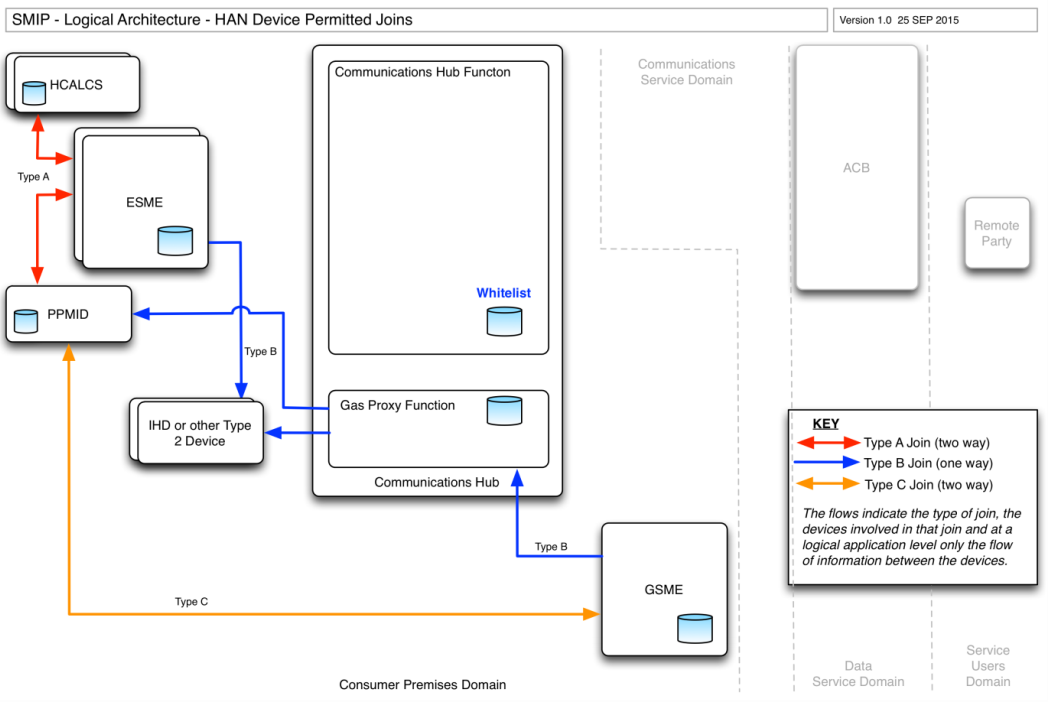 SMIP - Logical Architecture - HAN Device Permitted Joins
Version 1.0 25 SEP 2015
HCALCS
Type A
ESME
PPMID
Type B
IHD or other Type
2 Device
Communications Hub Functon
Whitelist
Gas Proxy Function
Communications Hub
Type B
GSME
Type C
Consumer Premises Domain
Communications
Service Domain
ACB
Remote
Party
KEY
Type A Join (two way)
Type B Join (one way)
Type C Join (two way)
The flows indicate the type of join, the
devices involved in that join and at a
logical application level only the flow
of information between the devices.
Data
Service Domain
Service
Users
Domain